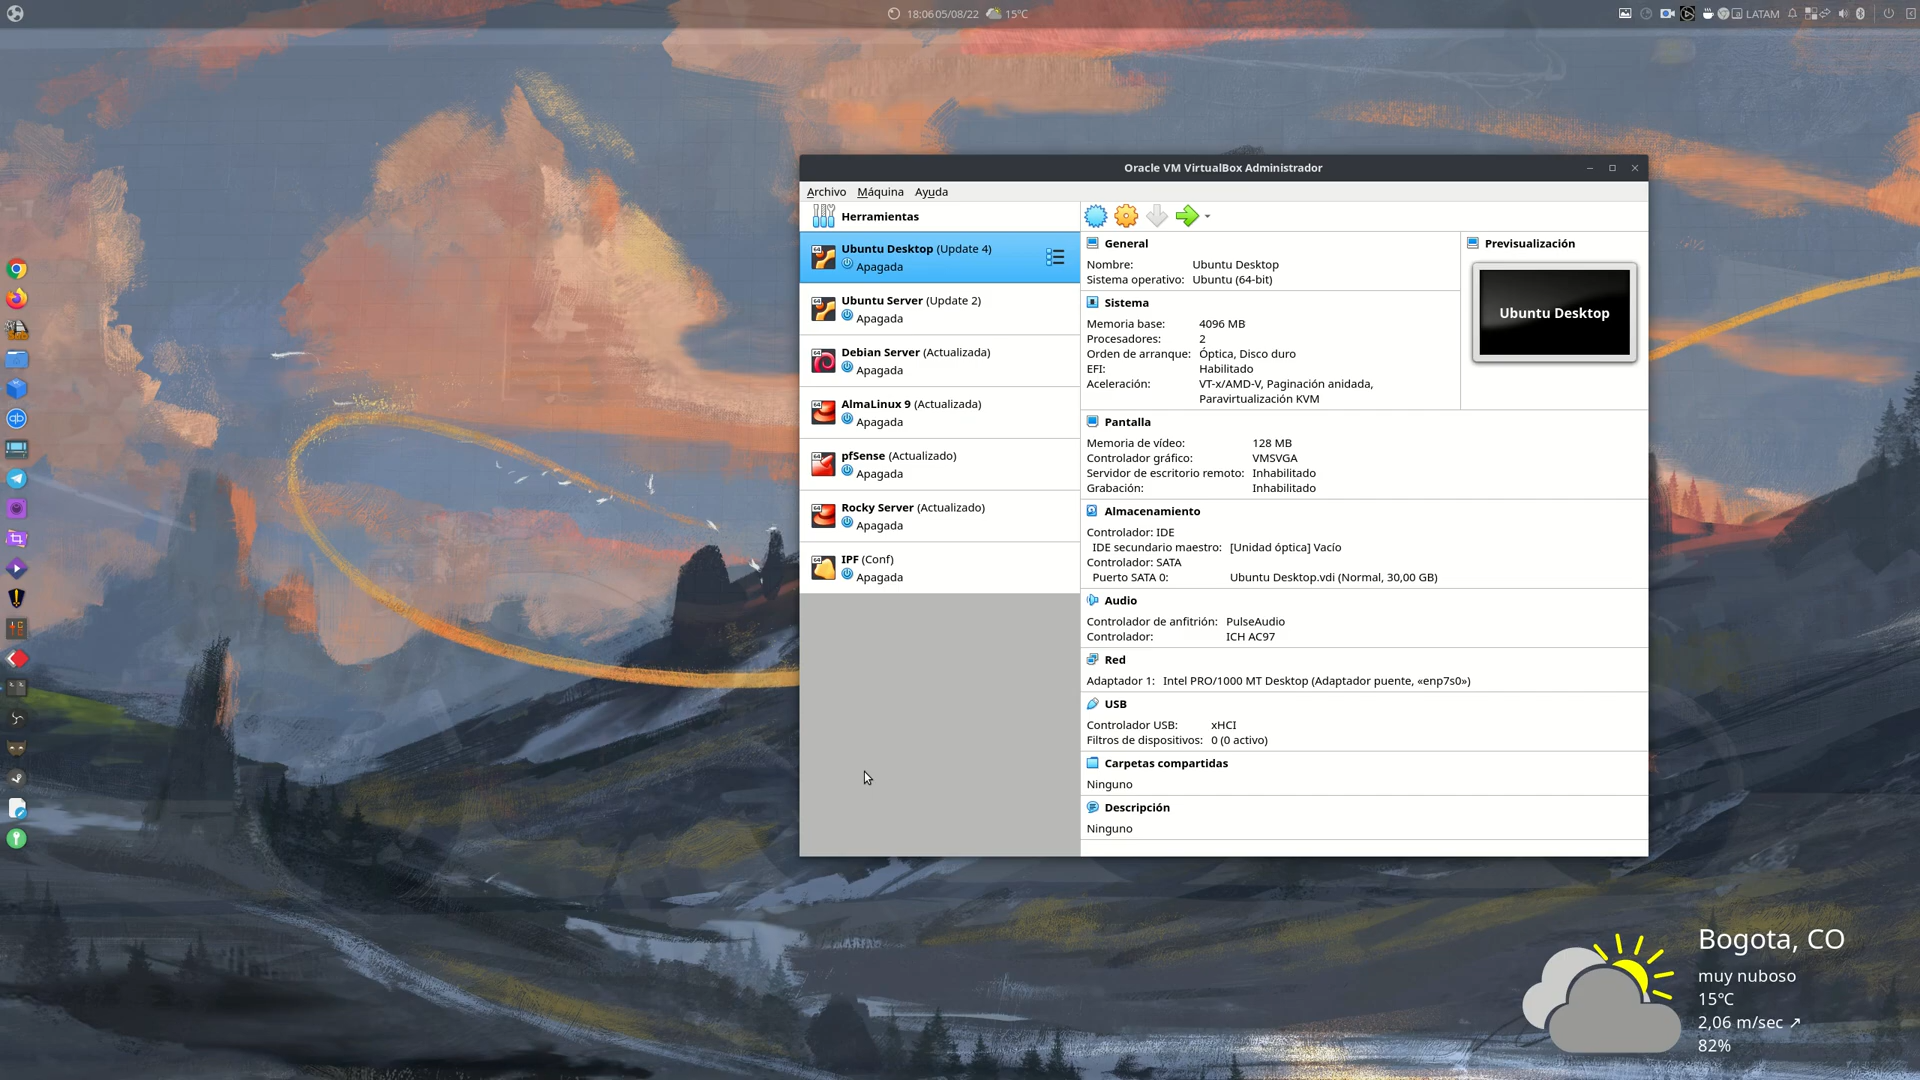 18:06 05/08/22 15°C
LATAM
Oracle VM VirtualBox Administrador
Archivo Máquina Ayuda
Herramientas
Ubuntu Desktop (Update 4)
Apagada
Ubuntu Server (Update 2)
Apagada
Debian Server (Actualizada)
Apagada
AlmaLinux 9 (Actualizada)
Apagada
pfSense (Actualizado)
Apagada
Rocky Server (Actualizado)
Apagada
IPF (Conf)
Apagada
General
Nombre: Ubuntu Desktop
Sistema operativo: Ubuntu (64-bit)
Previsualización
Ubuntu Desktop
Sistema
Memoria base: 4096 MB
Procesadores: 2
Orden de arranque: Óptica, Disco duro
EFI: Habilitado
Aceleración: VT-x/AMD-V, Paginación anidada,
Paravirtualización KVM
Pantalla
Memoria de vídeo: 128 MB
Controlador gráfico: VMSVGA
Servidor de escritorio remoto: Inhabilitado
Grabación: Inhabilitado
Almacenamiento
Controlador: IDE
IDE secundario maestro: [Unidad óptica] Vacío
Controlador: SATA
Puerto SATA 0: Ubuntu Desktop.vdi (Normal, 30,00 GB)
Audio
Controlador de anfitrión: PulseAudio
Controlador: ICH AC97
Red
Adaptador 1: Intel PRO/1000 MT Desktop (Adaptador puente, «enp7s0»)
USB
Controlador USB: xHCI
Filtros de dispositivos: 0 (0 activo)
Carpetas compartidas
Ninguno
Descripción
Ninguno
Bogota, CO
muy nuboso
15°C
2,06 m/sec ↗
82%